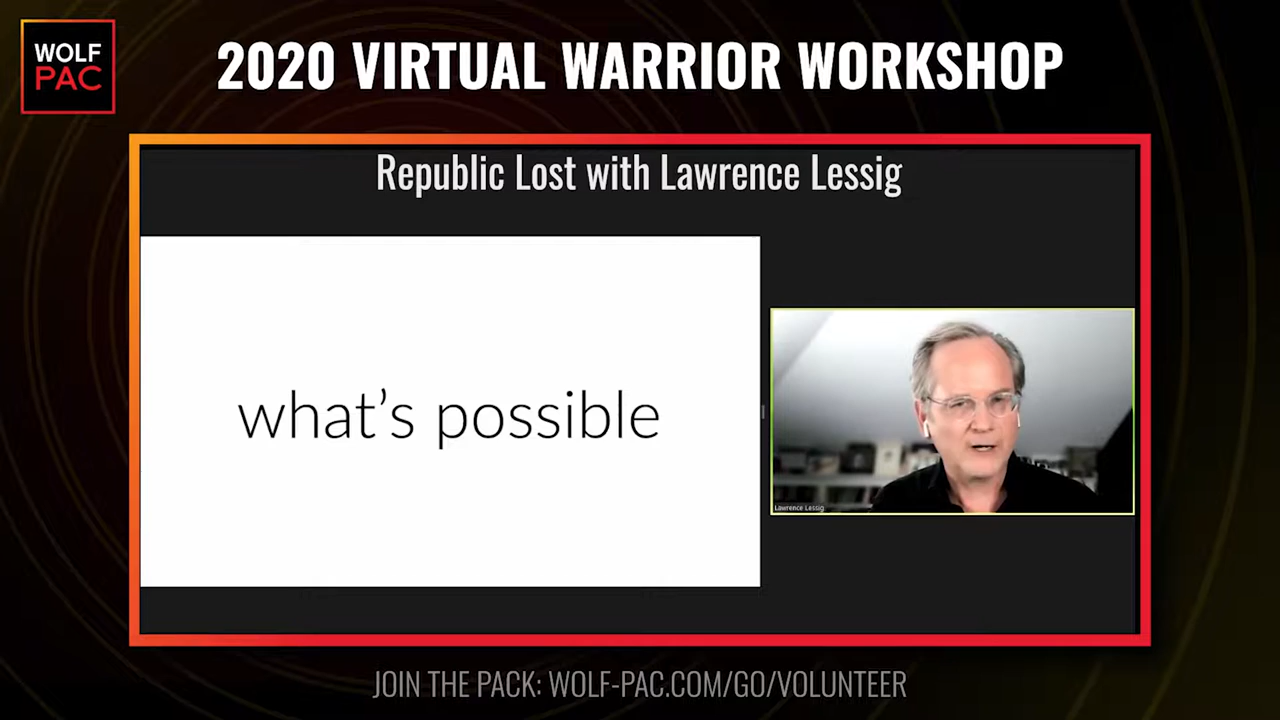 WOLF
PAC
2020 VIRTUAL WARRIOR WORKSHOP
Republic Lost with Lawrence Lessig
what's possible
Lawrence Lessig
JOIN THE PACK: WOLF-PAC.COM/GO/VOLUNTEER